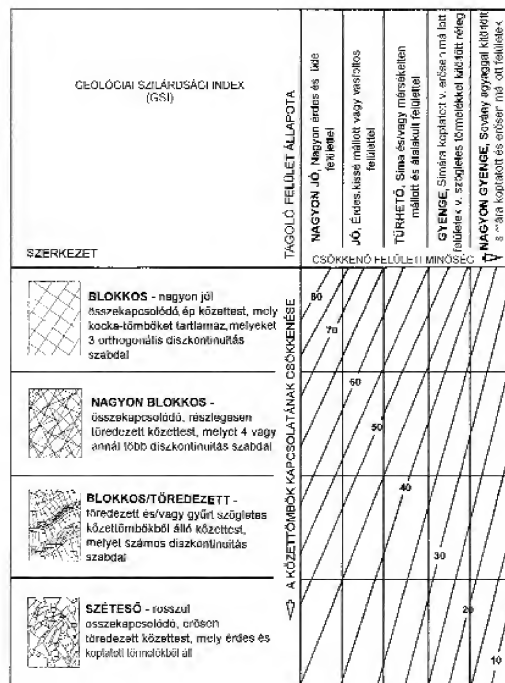 GEOLÓGIAI SZILÁRDSÁGI INDEX
(GSI)
SZERKEZET
TAGOLÓ FELÜLET ÁLLAPOTA
NAGYON JÓ, Nagyon érdes és üde
felülettel
JÓ, Érdes, kissé mállott vagy vasfoltos
felülettel
TŰRHETŐ, Sima és/vagy mérsékelten
mállott és átalakult felülettel
GYENGE, Simára koptatott v. erősen mállott
felületek v. szögletes törmelékkel kitöltött réteg
NAGYON GYENGE, Sovány agyaggal kitöltött
simára koptatott és erősen mállott felületek
CSÖKKENŐ FELÜLETI MINŐSÉG
A KŐZETTÖMBÖK KAPCSOLATÁNAK CSÖKKENÉSE
BLOKKOS - nagyon jól
összekapcsolódó, ép kőzettest, mely
kocka-tömböket tartalmaz, melyeket
3 orthogonális diszkontinuitás
szabdal
NAGYON BLOKKOS -
összekapcsolódó, részlegesen
töredezett kőzettest, melyet 4 vagy
annál több diszkontinuitás szabdal
BLOKKOS/TÖREDEZETT -
töredezett és/vagy gyűrt szögletes
kőzettömbökből álló kőzettest,
melyet számos diszkontinuitás
szabdal
SZÉTESŐ - rosszul
összekapcsolódó, erősen
töredezett kőzettest, mely érdes és
koptatott tömelékből áll
80
70
60
50
40
30
20
10